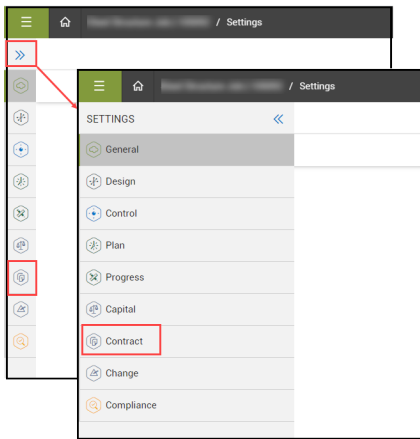 / Settings
/ Settings
SETTINGS
General
Design
Control
Plan
Progress
Capital
Contract
Change
Compliance